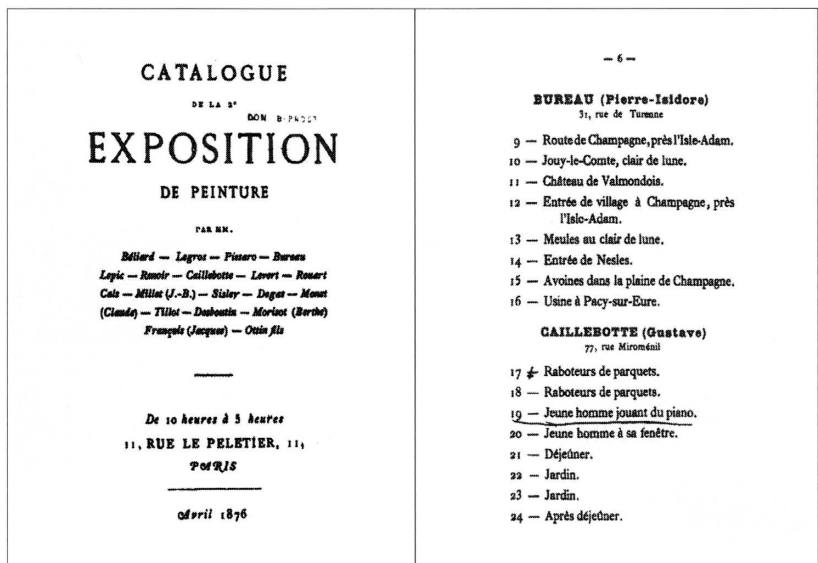 CATALOGUE
DE LA 2e
DON
EXPOSITION
DE PEINTURE
PAR MM.
Béliard — Legros — Pissaro — Bureau
Lepic — Renoir — Caillebotte — Levert — Rouart
Cals — Millet (J.-B.) — Sisley — Degas — Monet
(Claude) — Tillot — Desboutin — Morisot (Berthe)
François (Jacques) — Ottin fils
De 10 heures à 5 heures
11, RUE LE PELETIER, 11,
PARIS
Avril 1876
— 6 —
BUREAU (Pierre-Isidore)
31, rue de Turenne
9 — Route de Champagne, près l'Isle-Adam.
10 — Jouy-le-Comte, clair de lune.
11 — Château de Valmondois.
12 — Entrée de village à Champagne, près
l'Isle-Adam.
13 — Meules au clair de lune.
14 — Entrée de Nesles.
15 — Avoines dans la plaine de Champagne.
16 — Usine à Pacy-sur-Eure.
CAILLEBOTTE (Gustave)
77, rue Miroménil
17 — Raboteurs de parquets.
18 — Raboteurs de parquets.
19 — Jeune homme jouant du piano.
20 — Jeune homme à sa fenêtre.
21 — Déjeûner.
22 — Jardin.
23 — Jardin.
24 — Après déjeûner.